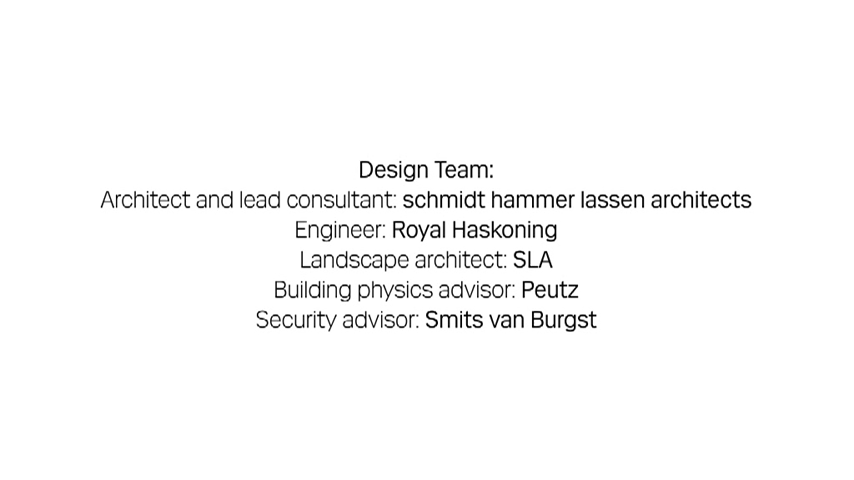 Design Team:
Architect and lead consultant: schmidt hammer lassen architects
Engineer: Royal Haskoning
Landscape architect: SLA
Building physics advisor: Peutz
Security advisor: Smits van Burgst